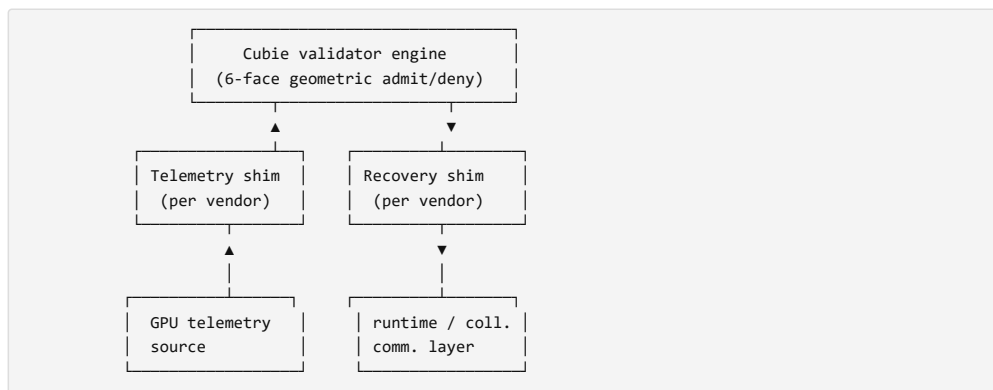 Cubie validator engine
(6-face geometric admit/deny)
Telemetry shim
(per vendor)
Recovery shim
(per vendor)
GPU telemetry
source
runtime / coll.
comm. layer